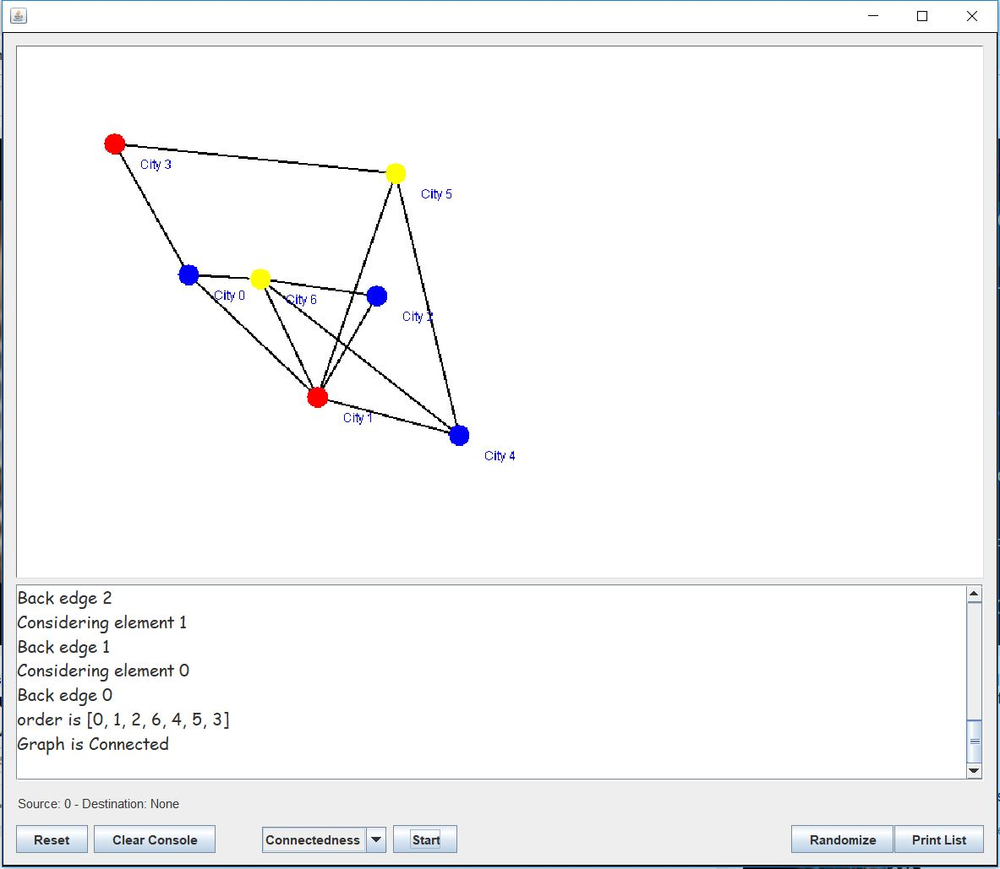 City 3
City 5
City 0
City 6
City 2
City 1
City 4
Back edge 2
Considering element 1
Back edge 1
Considering element 0
Back edge 0
order is [0, 1, 2, 6, 4, 5, 3]
Graph is Connected
Source: 0 - Destination: None
Reset Clear Console Connectedness Start Randomize Print List